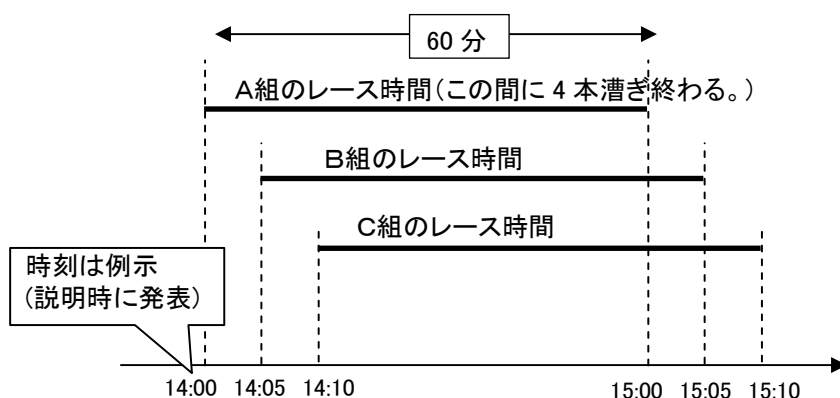 60 分
A組のレース時間(この間に 4 本漕ぎ終わる。)
B組のレース時間
C組のレース時間
時刻は例示
(説明時に発表)
14:00 14:05 14:10 15:00 15:05 15:10